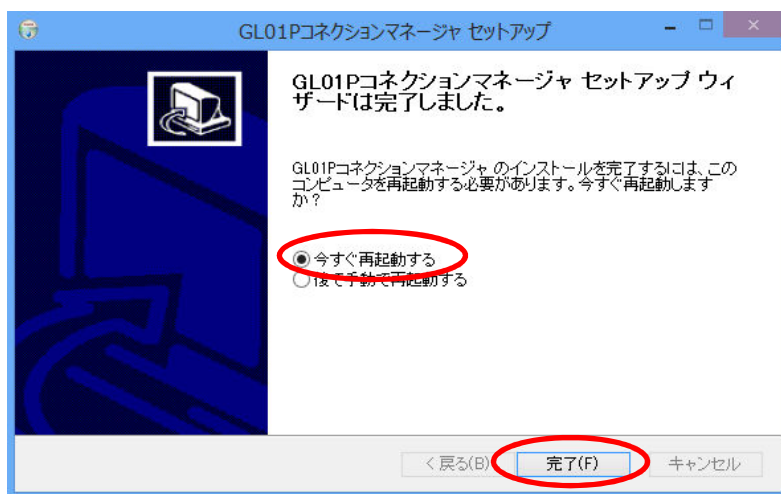 GL01Pコネクションマネージャ セットアップ
GL01Pコネクションマネージャ セットアップ ウィ
ザードは完了しました。
GL01Pコネクションマネージャ のインストールを完了するには、この
コンピュータを再起動する必要があります。今すぐ再起動します
か？
今すぐ再起動する
後で手動で再起動する
< 戻る(B)
完了(F)
キャンセル